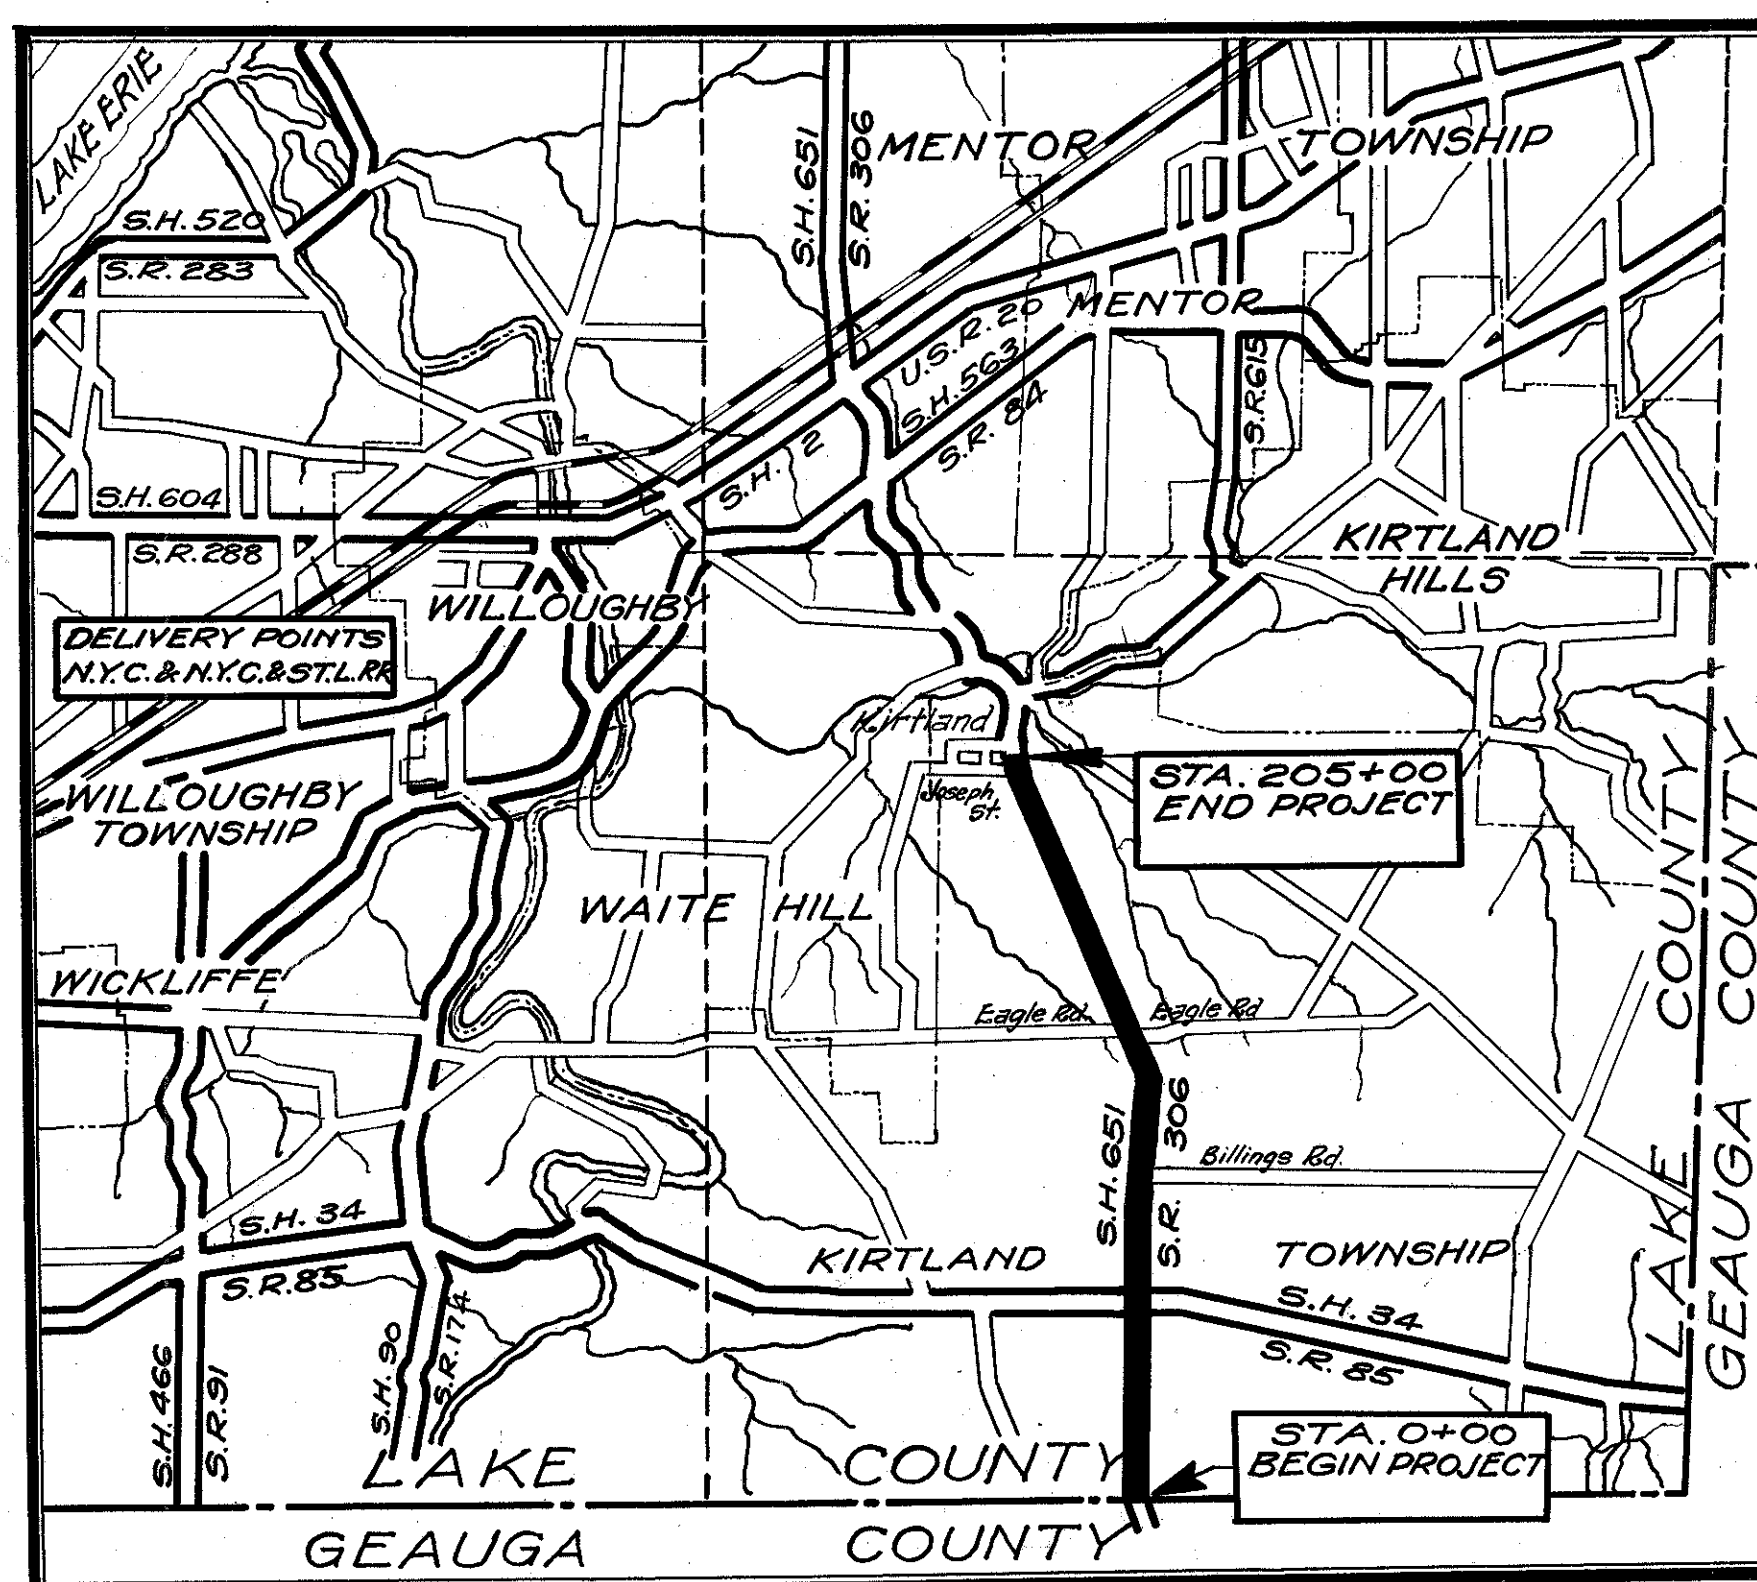 LAKE ERIE
S.H. 651
S.R. 306
MENTOR TOWNSHIP
S.H. 520
S.R. 283
MENTOR
U.S.R. 20
S.H. 563
S.R. 84
S.R. 615
S.H. 2
S.H. 604
S.R. 288
KIRTLAND
HILLS
WILLOUGHBY
DELIVERY POINTS
N.Y.C. & N.Y.C. & ST.L. RR
Kirtland
Joseph
St.
STA. 205+00
END PROJECT
WILLOUGHBY
TOWNSHIP
WAITE HILL
WICKLIFFE
Eagle Rd.
Eagle Rd
LAKE COUNTY
GEAUGA COUNTY
S.H. 651
S.R. 306
Billings Rd.
S.H. 34
S.R. 85
KIRTLAND TOWNSHIP
S.H. 34
S.R. 85
S.H. 466
S.R. 91
S.H. 90
S.R. 174
STA. 0+00
BEGIN PROJECT
LAKE COUNTY
GEAUGA COUNTY